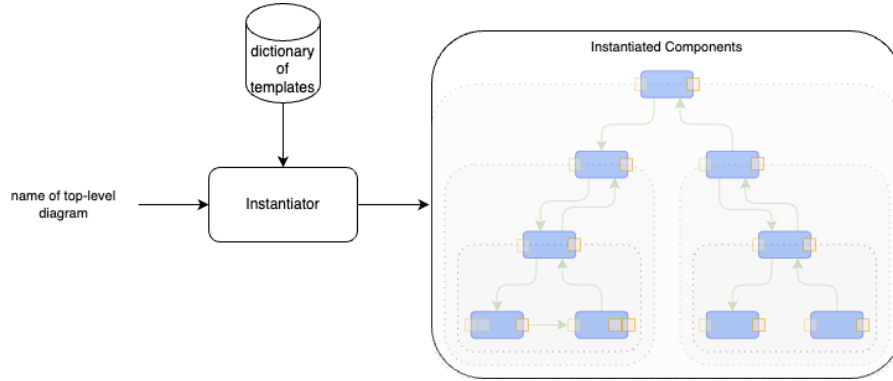 dictionary
of
templates
Instantiated Components
name of top-level
diagram
Instantiator